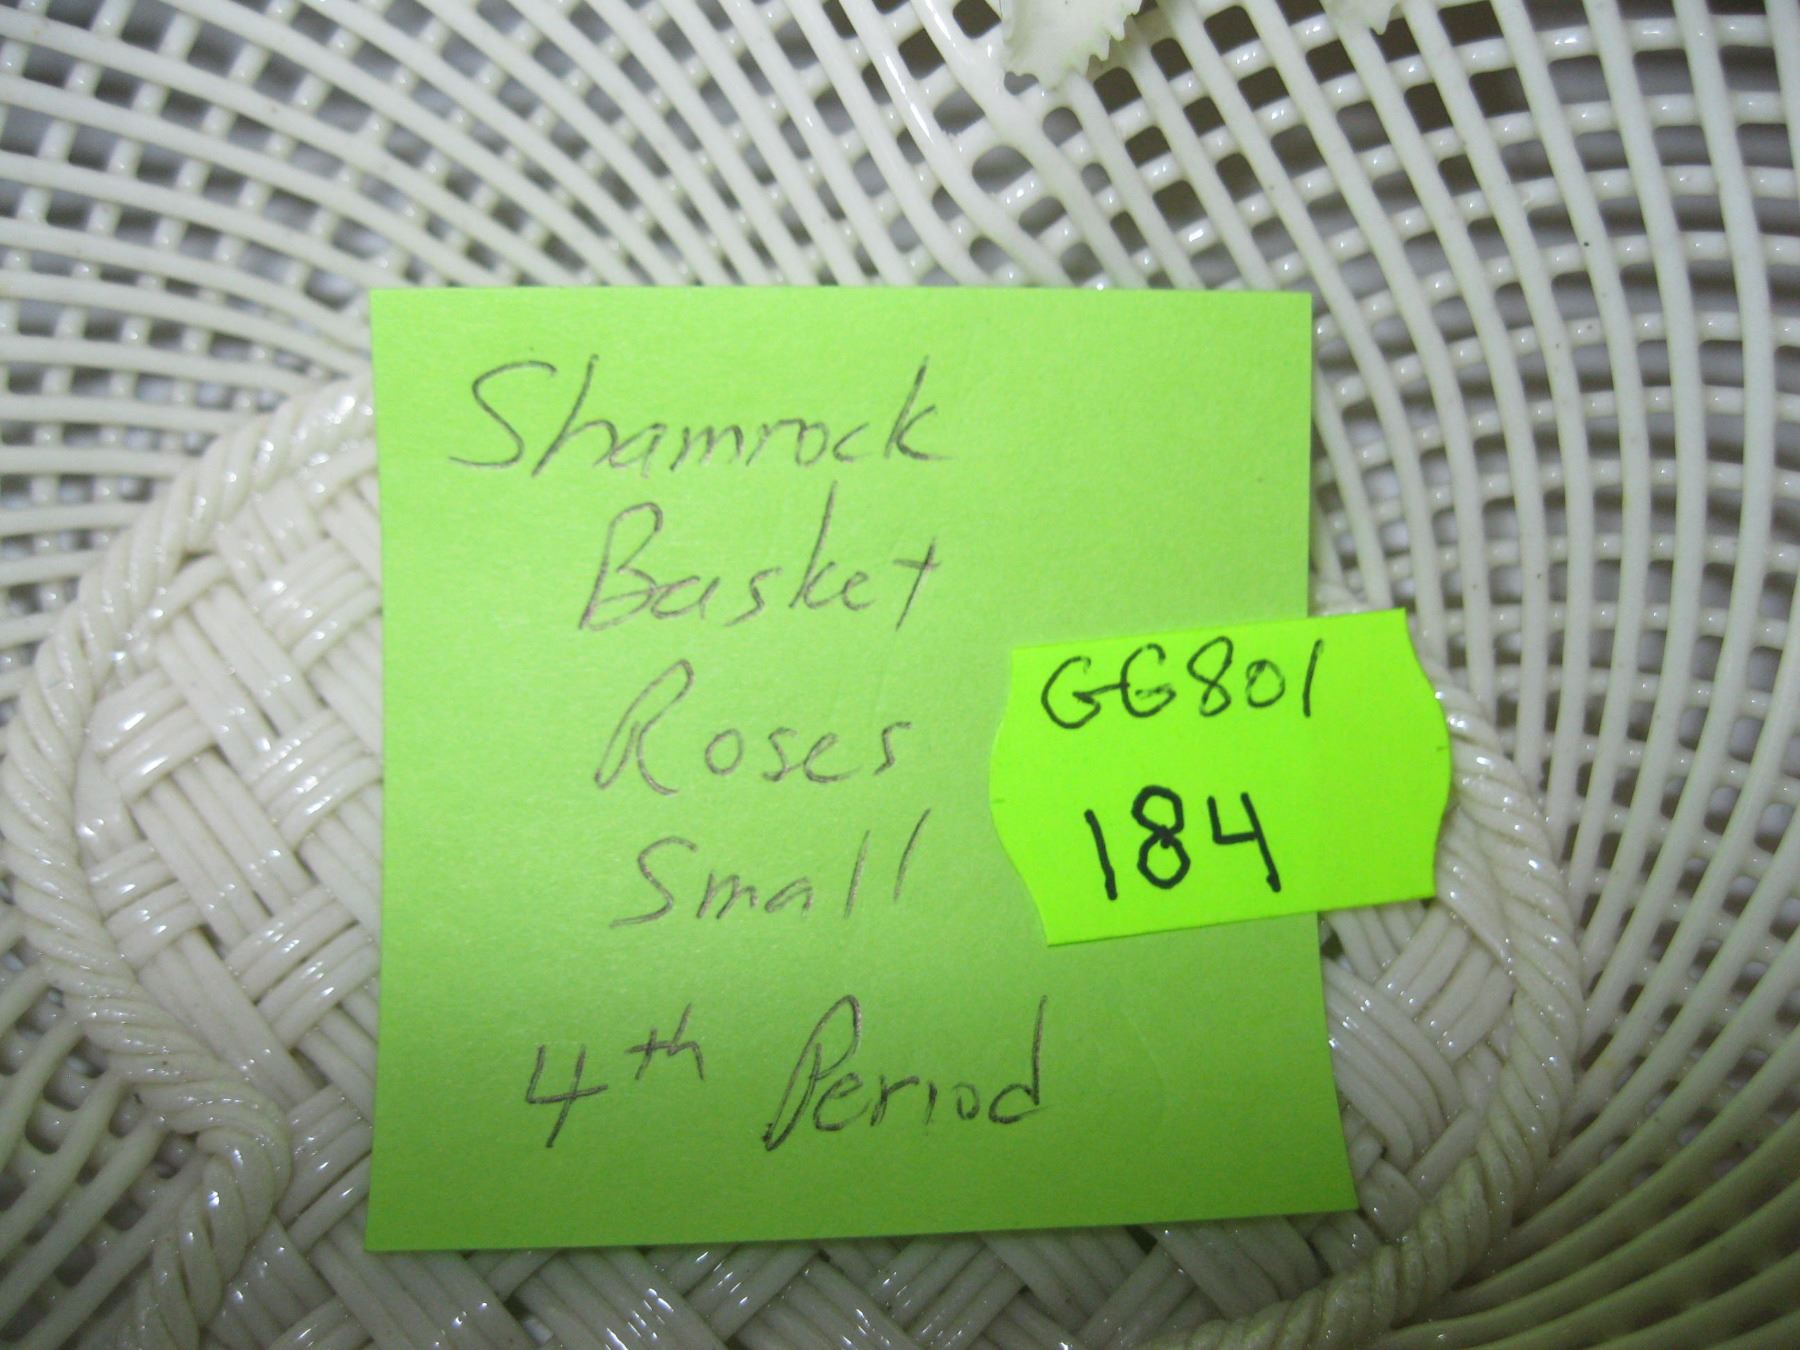 Shamrock
Basket
Roses
Small
4th Period
GG801
184